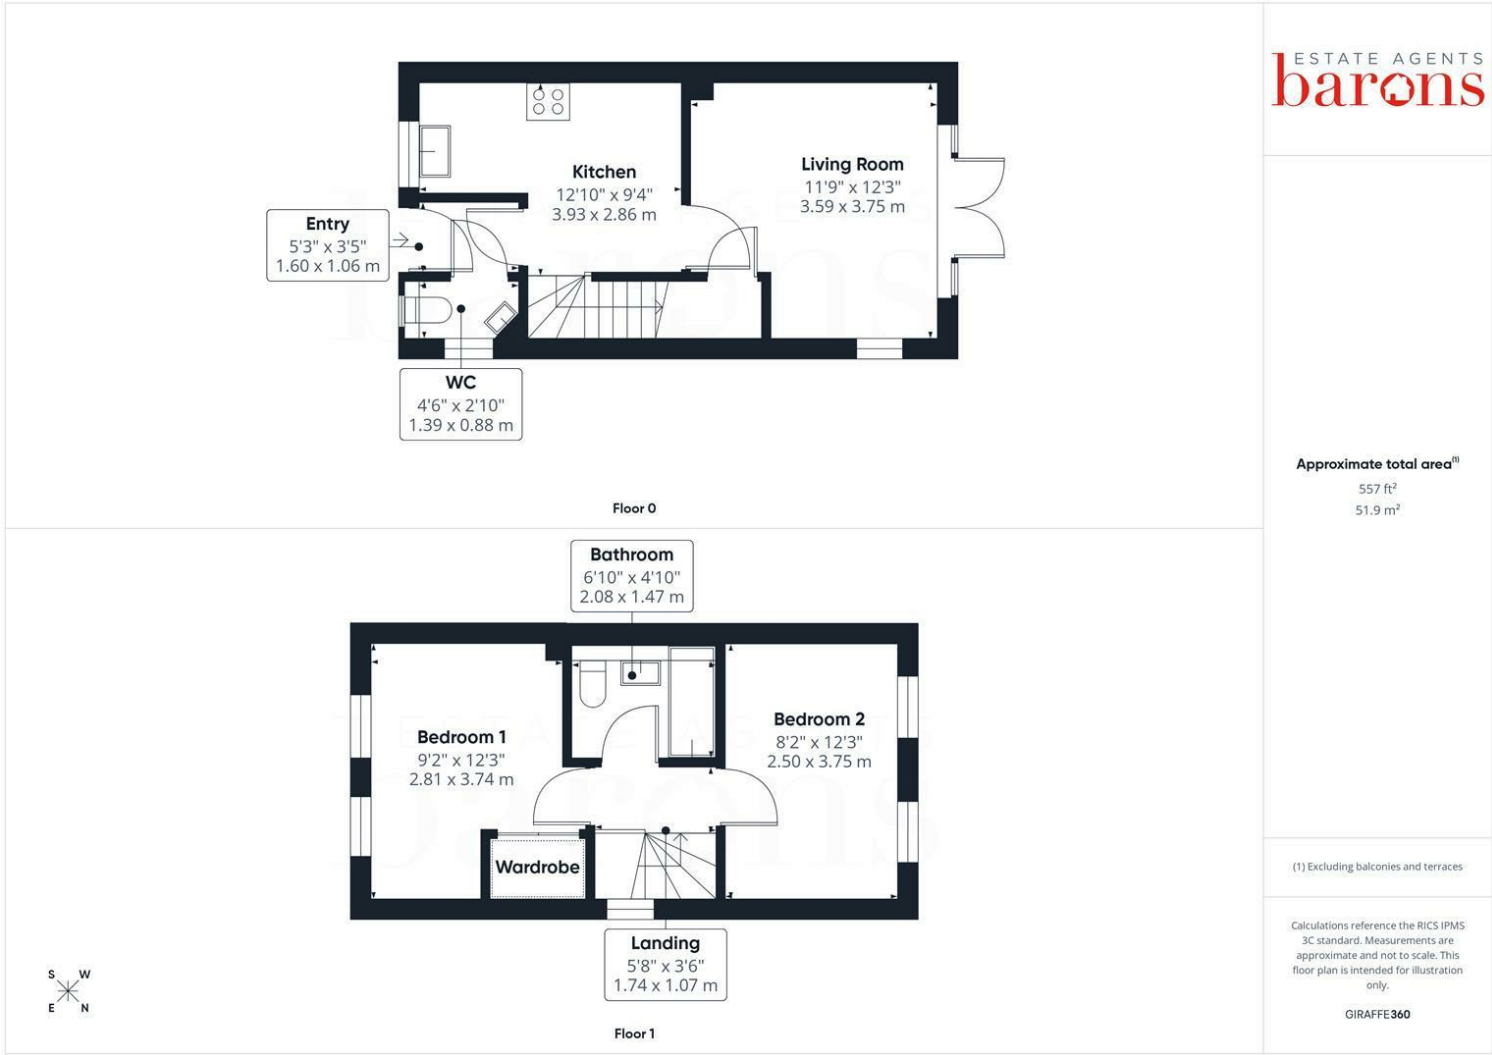 Kitchen
12'10" x 9'4"
3.93 x 2.86 m
Living Room
11'9" x 12'3"
3.59 x 3.75 m
Entry
5'3" x 3'5"
1.60 x 1.06 m
WC
4'6" x 2'10"
1.39 x 0.88 m
Floor 0
Bathroom
6'10" x 4'10"
2.08 x 1.47 m
Bedroom 1
9'2" x 12'3"
2.81 x 3.74 m
Bedroom 2
8'2" x 12'3"
2.50 x 3.75 m
Wardrobe
Landing
5'8" x 3'6"
1.74 x 1.07 m
S W
E N
Floor 1
ESTATE AGENTS
barons
ESTATE AGENTS
barons
ESTATE AGENTS
barons
Approximate total area(1)
557 ft²
51.9 m²
(1) Excluding balconies and terraces
Calculations reference the RICS IPMS
3C standard. Measurements are
approximate and not to scale. This
floor plan is intended for illustration
only.
GIRAFFE360